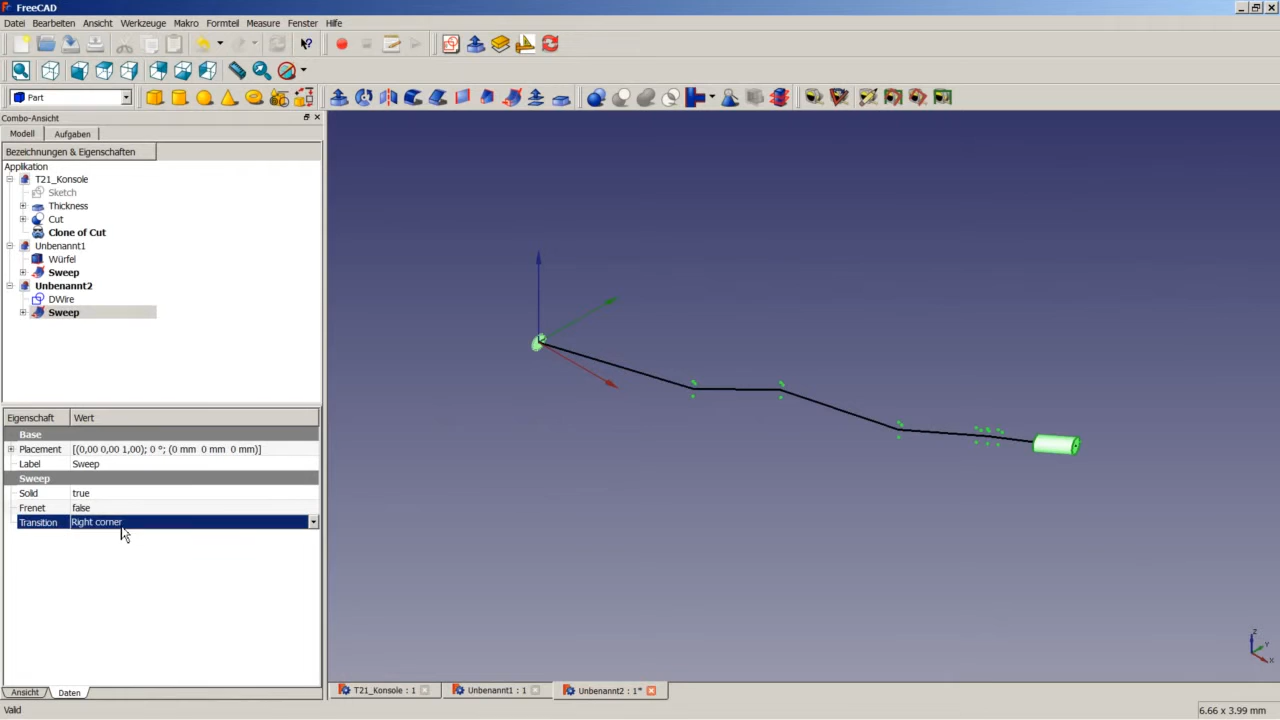 FreeCAD
Datei Bearbeiten Ansicht Werkzeuge Makro Formteil Measure Fenster Hilfe
Part
Combo-Ansicht
Modell Aufgaben
Bezeichnungen & Eigenschaften
Applikation
T21_Konsole
Sketch
Thickness
Cut
Clone of Cut
Unbenannt1
Würfel
Sweep
Unbenannt2
DWire
Sweep
Eigenschaft Wert
Base
Placement [(0,00 0,00 1,00); 0 °; (0 mm 0 mm 0 mm)]
Label Sweep
Sweep
Solid true
Frenet false
Transition Right corner
Ansicht Daten
T21_Konsole : 1 Unbenannt1 : 1 Unbenannt2 : 1*
Valid
6.66 x 3.99 mm
Z
Y
X